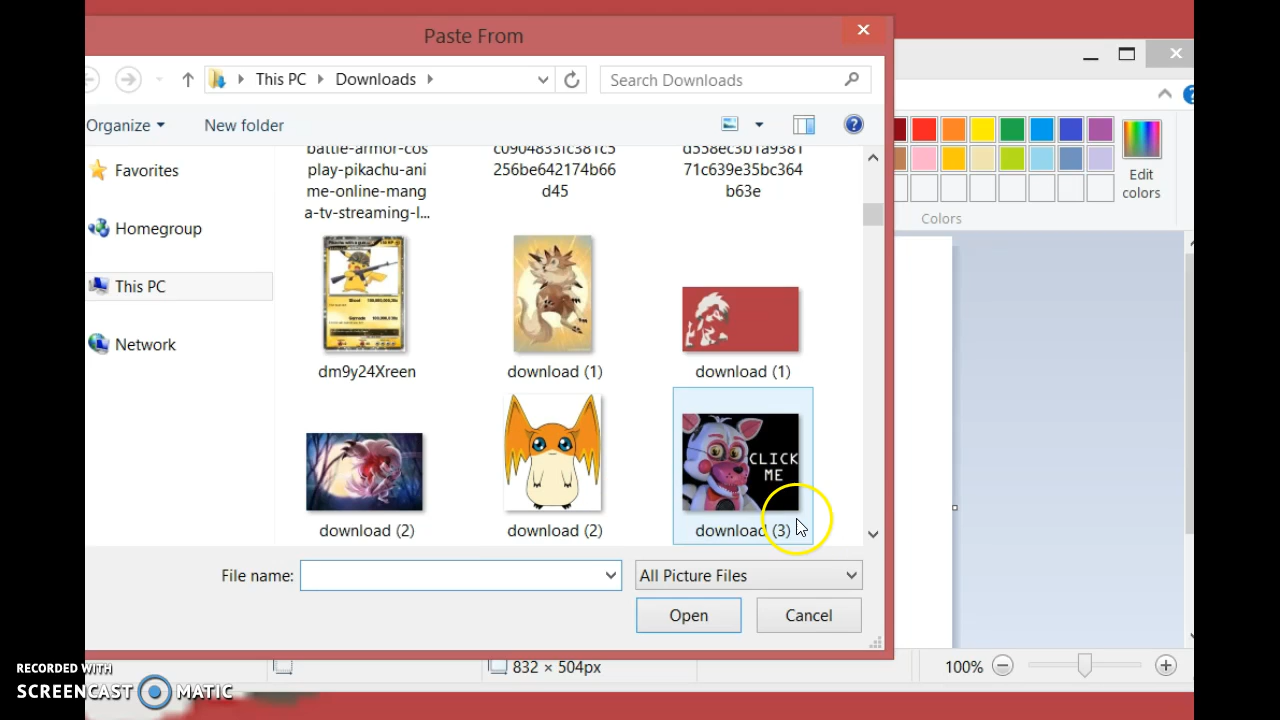 Paste From
This PC
Downloads
Search Downloads
Organize
New folder
battle-armor-cos
play-pikachu-ani
me-online-mang
a-tv-streaming-l...
c0904833fc381c5
256be642174b66
d45
d558ec3b1a9381
71c639e35bc364
b63e
Favorites
Homegroup
This PC
Network
dm9y24Xreen
download (1)
download (1)
CLICK
ME
download (2)
download (2)
download (3)
File name:
All Picture Files
Open
Cancel
Edit
colors
Colors
832 × 504px
100%
RECORDED WITH
SCREENCAST MATIC